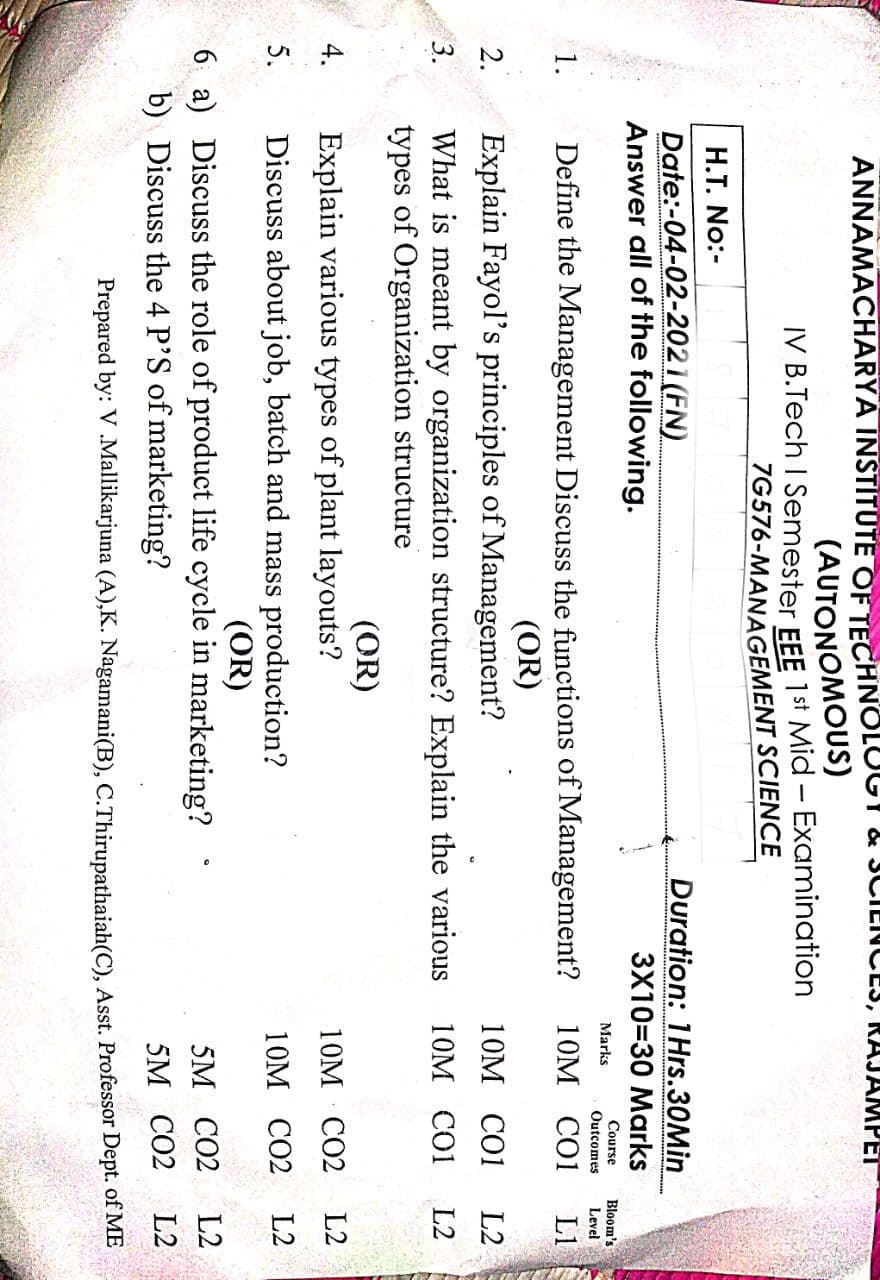 ANNAMACHARYA INSTITUTE OF TECHNOLOGY & SCIENCES, RAJAMPET
(AUTONOMOUS)
IV B.Tech I Semester EEE 1st Mid – Examination
7G576-MANAGEMENT SCIENCE
H.T. No:-
Date:-04-02-2021(FN) Duration: 1Hrs.30Min
Answer all of the following. 3X10=30 Marks
Marks Course Outcomes Bloom's Level
1. Define the Management Discuss the functions of Management? 10M CO1 L1
(OR)
2. Explain Fayol's principles of Management? 10M CO1 L2
3. What is meant by organization structure? Explain the various 10M CO1 L2
types of Organization structure
(OR)
4. Explain various types of plant layouts? 10M CO2 L2
5. Discuss about job, batch and mass production? 10M CO2 L2
(OR)
6 a) Discuss the role of product life cycle in marketing? 5M CO2 L2
b) Discuss the 4 P'S of marketing? 5M CO2 L2
Prepared by: V .Mallikarjuna (A),K. Nagamani(B), C.Thirupathaiah(C), Asst. Professor Dept. of ME